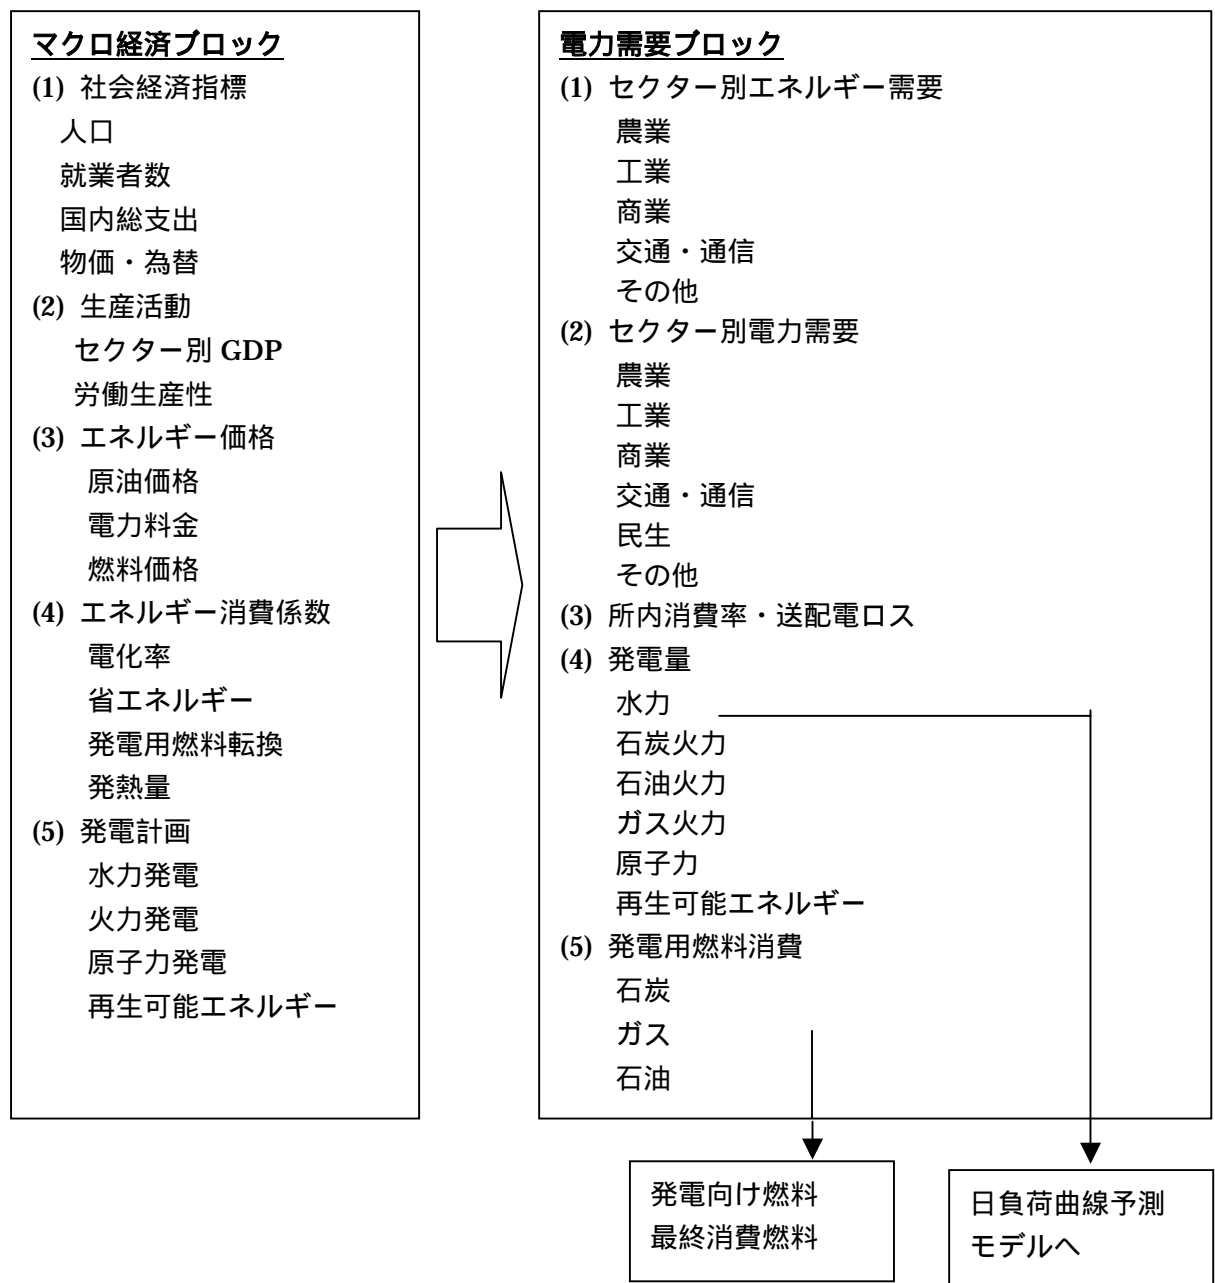 マクロ経済ブロック
(1) 社会経済指標
人口
就業者数
国内総支出
物価・為替
(2) 生産活動
セクター別 GDP
労働生産性
(3) エネルギー価格
原油価格
電力料金
燃料価格
(4) エネルギー消費係数
電化率
省エネルギー
発電用燃料転換
発熱量
(5) 発電計画
水力発電
火力発電
原子力発電
再生可能エネルギー
電力需要ブロック
(1) セクター別エネルギー需要
農業
工業
商業
交通・通信
その他
(2) セクター別電力需要
農業
工業
商業
交通・通信
民生
その他
(3) 所内消費率・送配電ロス
(4) 発電量
水力
石炭火力
石油火力
ガス火力
原子力
再生可能エネルギー
(5) 発電用燃料消費
石炭
ガス
石油
発電向け燃料
最終消費燃料
日負荷曲線予測
モデルへ